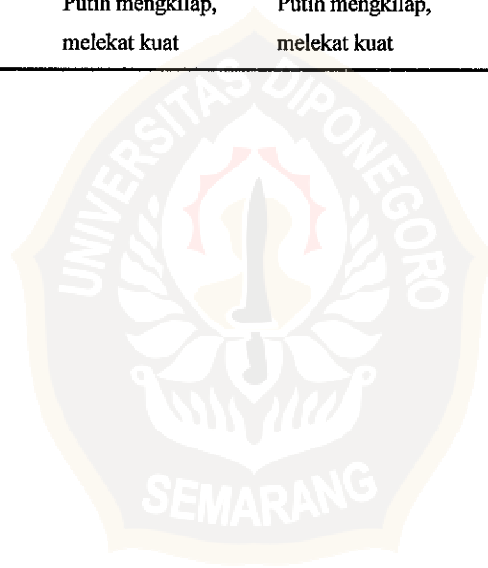 Putih mengkilap, Putih mengkilap,
melekat kuat melekat kuat
UNIVERSITAS DIPONEGORO
SEMARANG